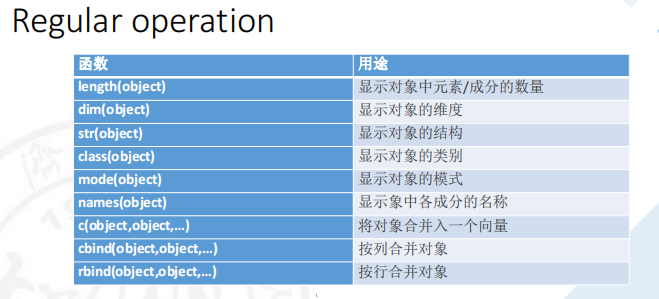 Regular operation
函数 用途
length(object) 显示对象中元素/成分的数量
dim(object) 显示对象的维度
str(object) 显示对象的结构
class(object) 显示对象的类别
mode(object) 显示对象的模式
names(object) 显示象中各成分的名称
c(object,object,…) 将对象合并入一个向量
cbind(object,object,…) 按列合并对象
rbind(object,object,…) 按行合并对象